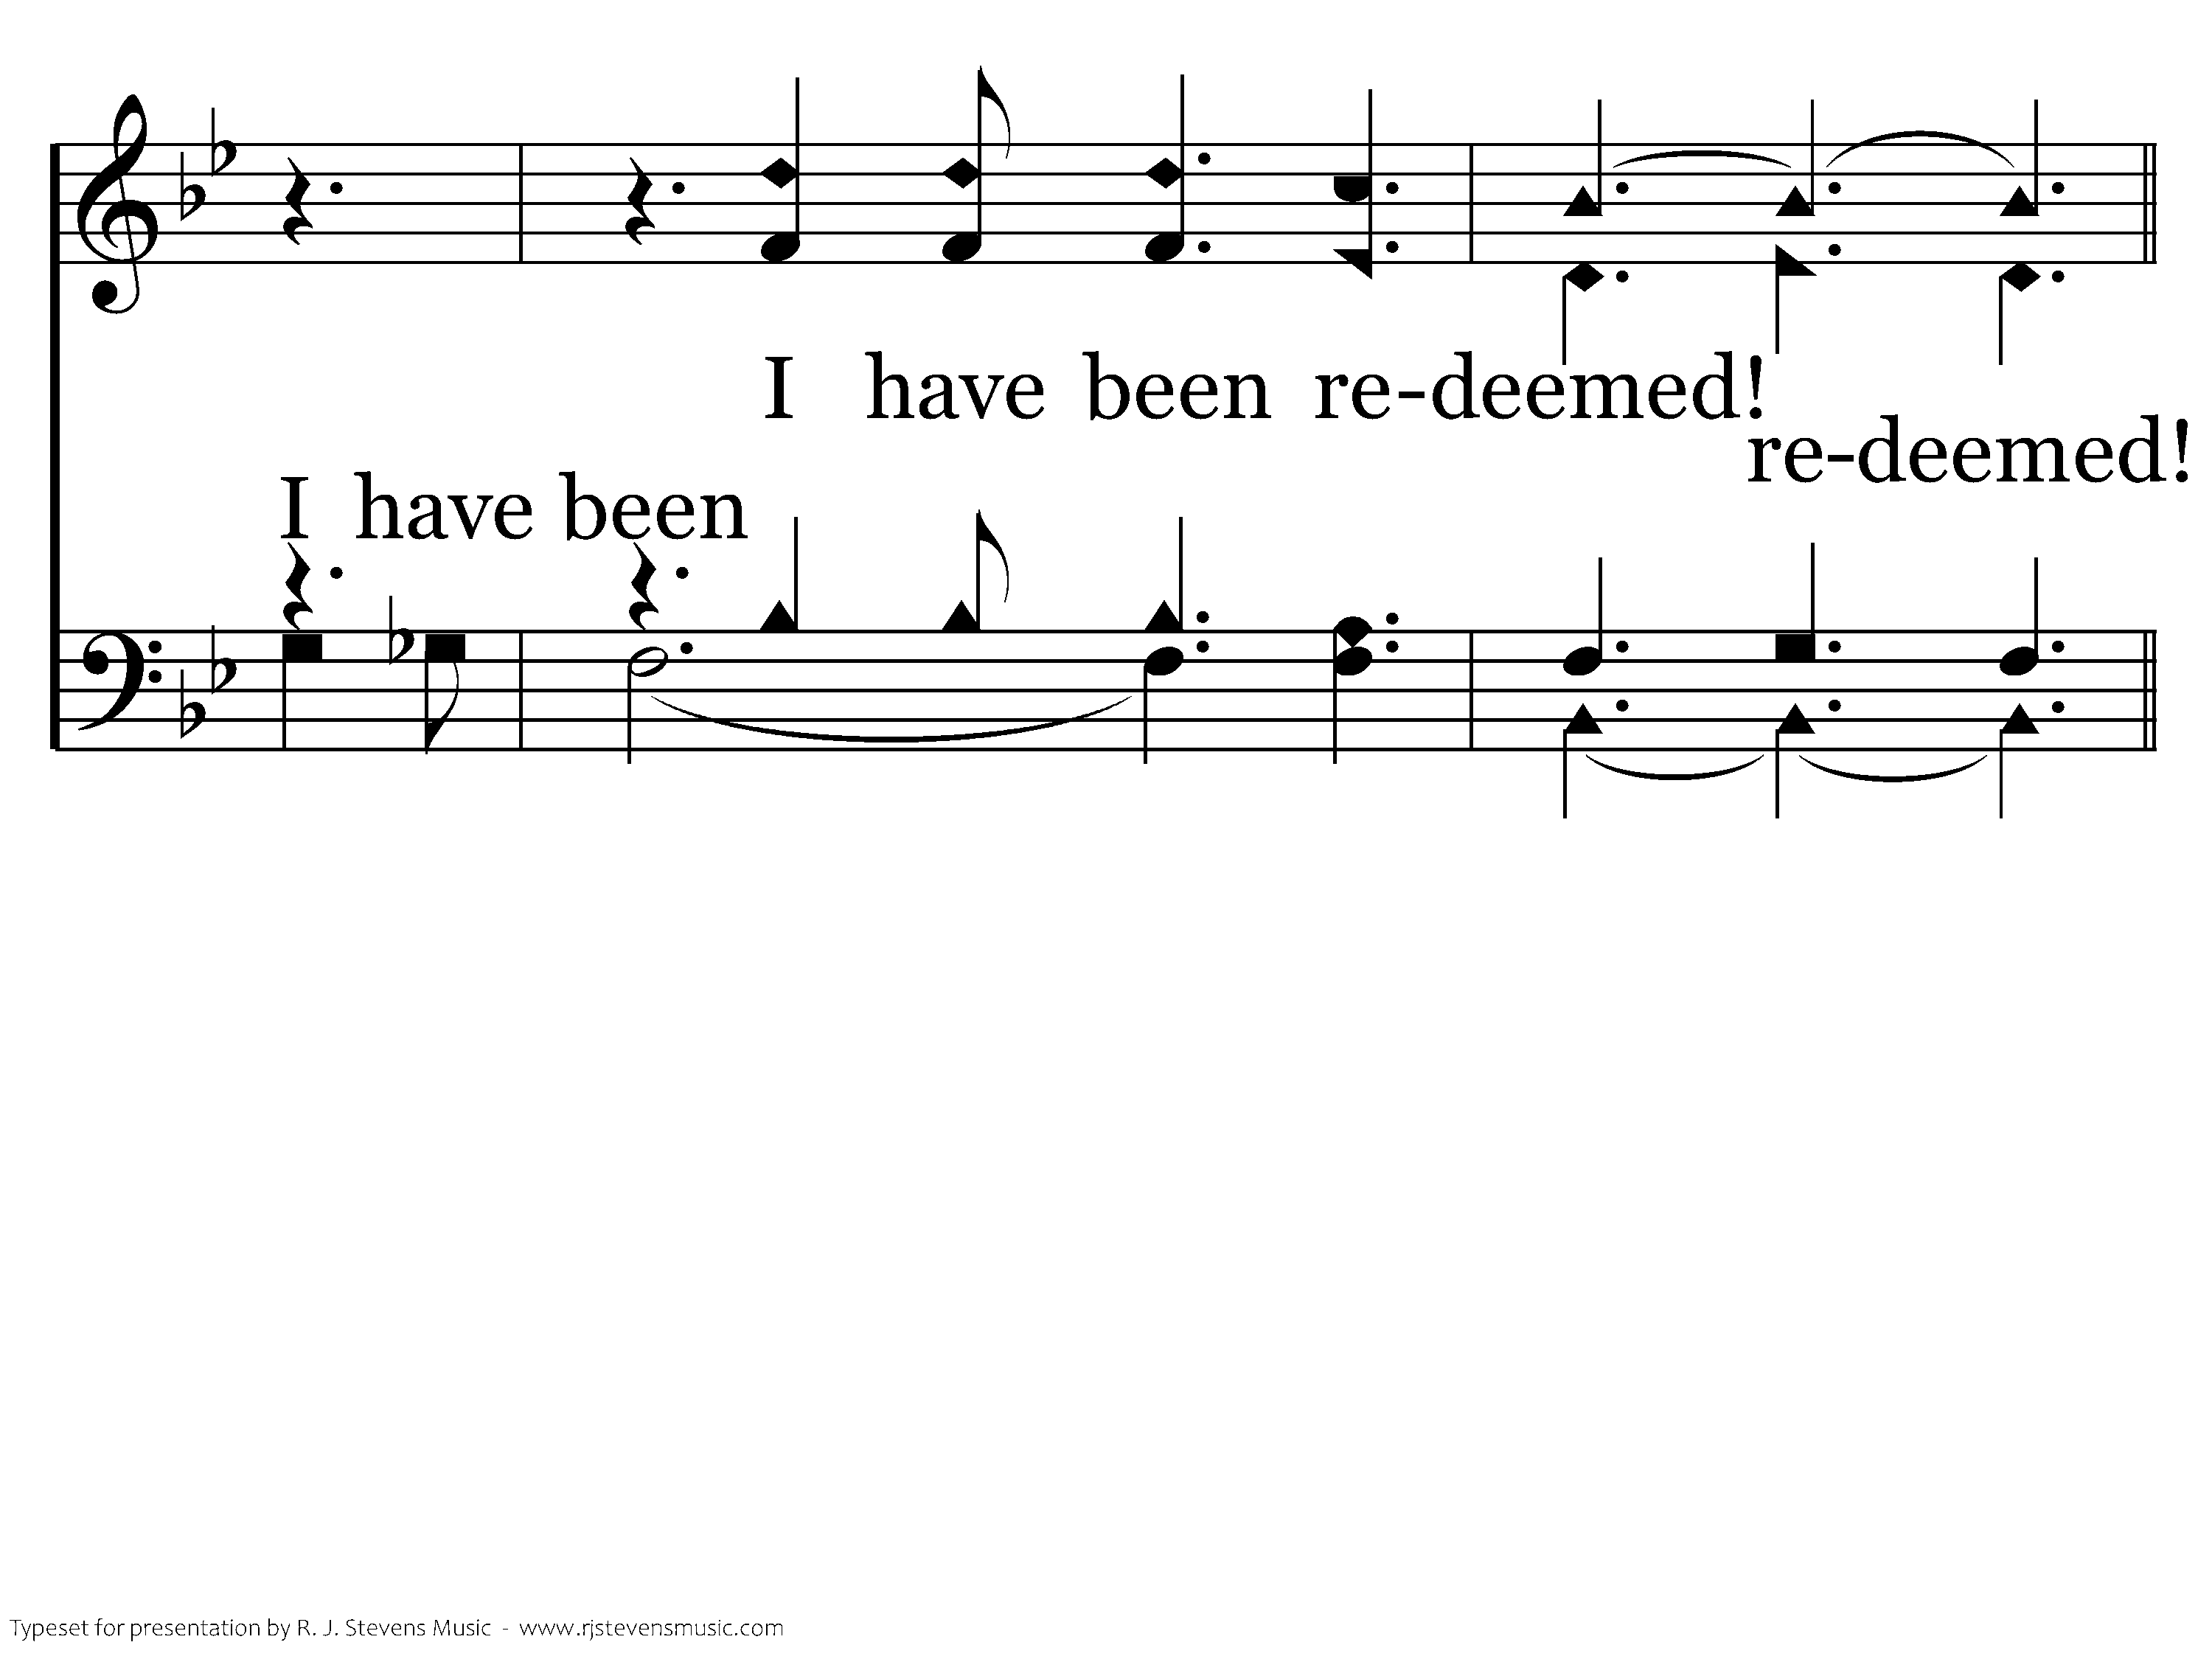 I have been re-deemed!
re-deemed!
I have been
Typeset for presentation by R. J. Stevens Music - www.rjstevensmusic.com